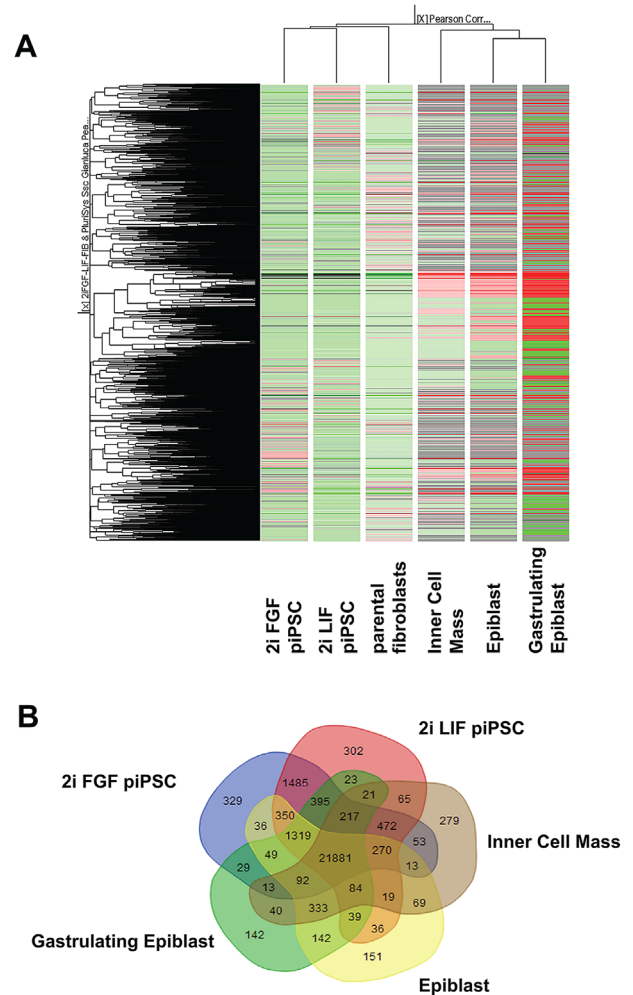 [X] Pearson Corr...
A
[X] 2iFGF-LIF-FIB & PluriSys Ssc Gianluca Pea...
2i FGF
piPSC
2i LIF
piPSC
parental
fibroblasts
Inner Cell
Mass
Epiblast
Gastrulating
Epiblast
B
2i LIF piPSC
2i FGF piPSC
Inner Cell Mass
Gastrulating Epiblast
Epiblast
302
1485
23
329
395
21
65
279
36
350
217
472
53
1319
49
21881
270
13
29
13
92
84
19
69
40
333
39
36
142
142
151